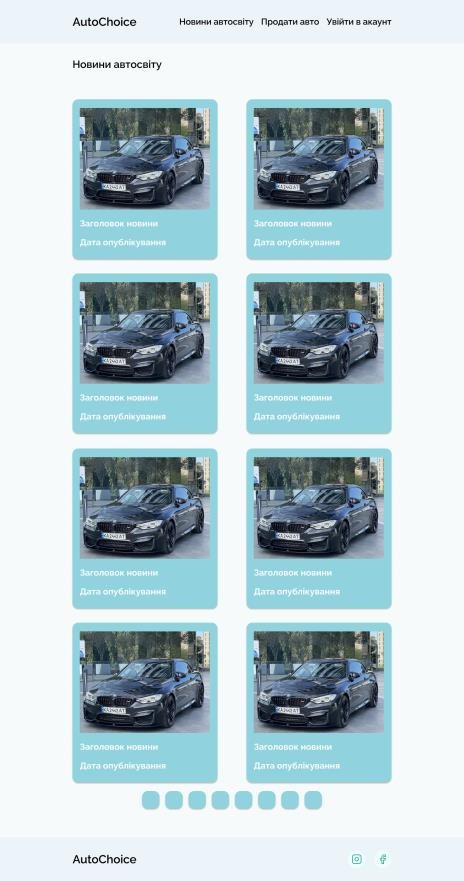 AutoChoice
Новини автосвіту Продати авто Увійти в акаунт
Новини автосвіту
KA2410AT KA2410AT
Заголовок новини Заголовок новини
Дата опублікування Дата опублікування
Заголовок новини Заголовок новини
Дата опублікування Дата опублікування
Заголовок новини Заголовок новини
Дата опублікування Дата опублікування
Заголовок новини Заголовок новини
Дата опублікування Дата опублікування
AutoChoice